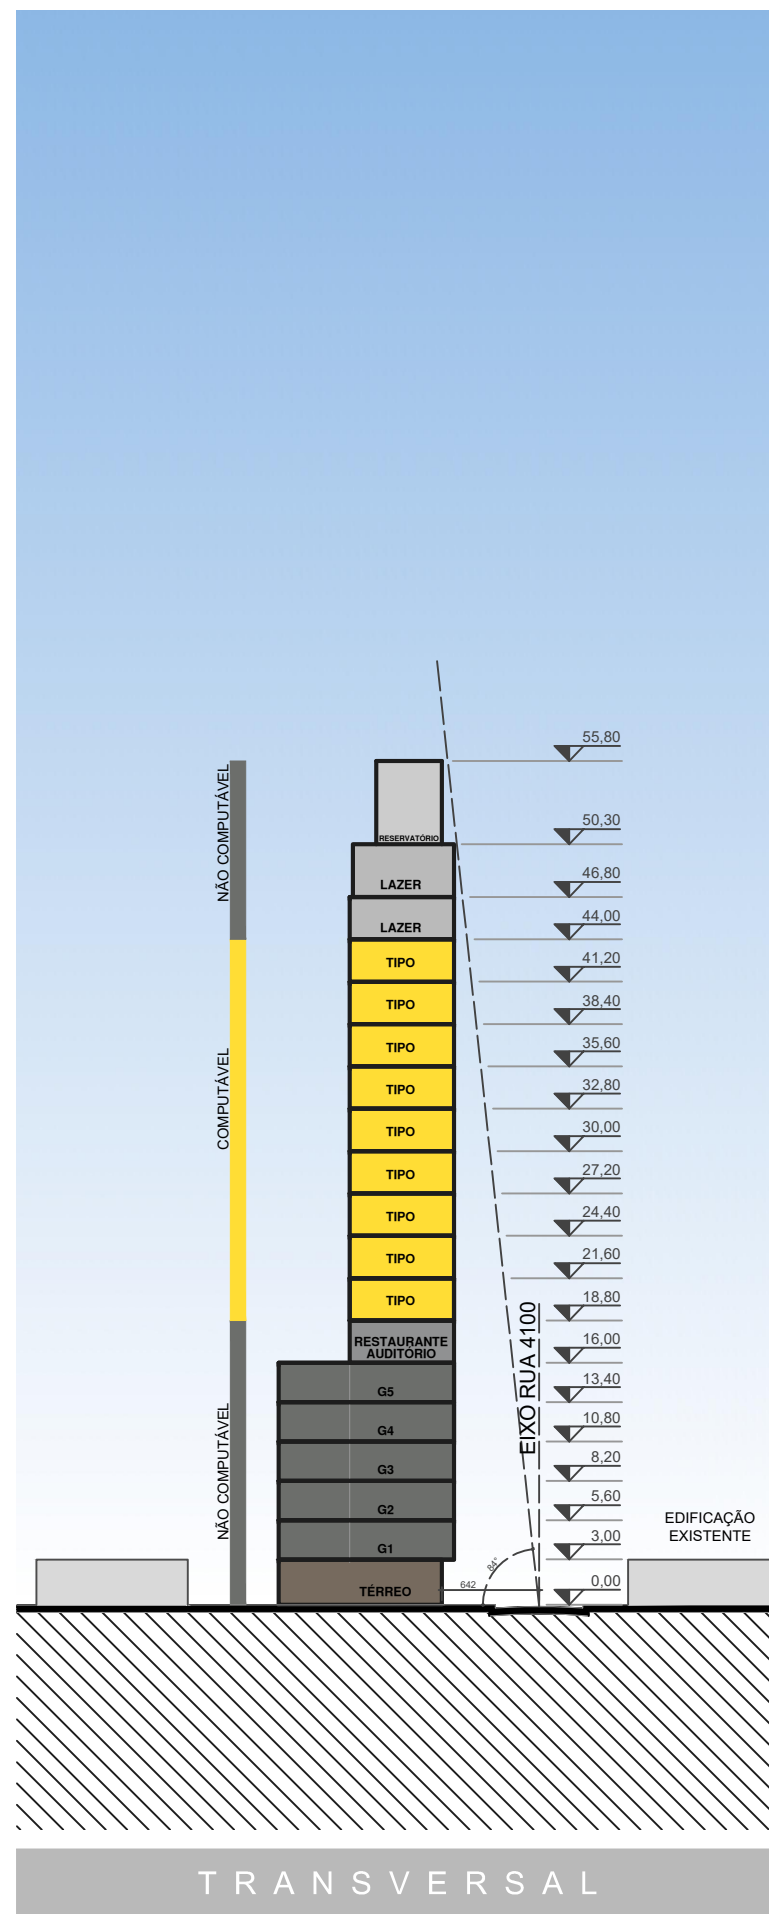 55,80
NÃO COMPUTÁVEL
50,30
RESERVATÓRIO
46,80
LAZER
44,00
LAZER
41,20
TIPO
38,40
TIPO
35,60
TIPO
COMPUTÁVEL
32,80
TIPO
30,00
TIPO
27,20
TIPO
24,40
TIPO
21,60
TIPO
18,80
TIPO
EIXO RUA 4100
16,00
RESTAURANTE
AUDITÓRIO
13,40
G5
10,80
G4
NÃO COMPUTÁVEL
8,20
G3
5,60
G2
EDIFICAÇÃO
EXISTENTE
3,00
G1
84°
0,00
642
TÉRREO
TRANSVERSAL